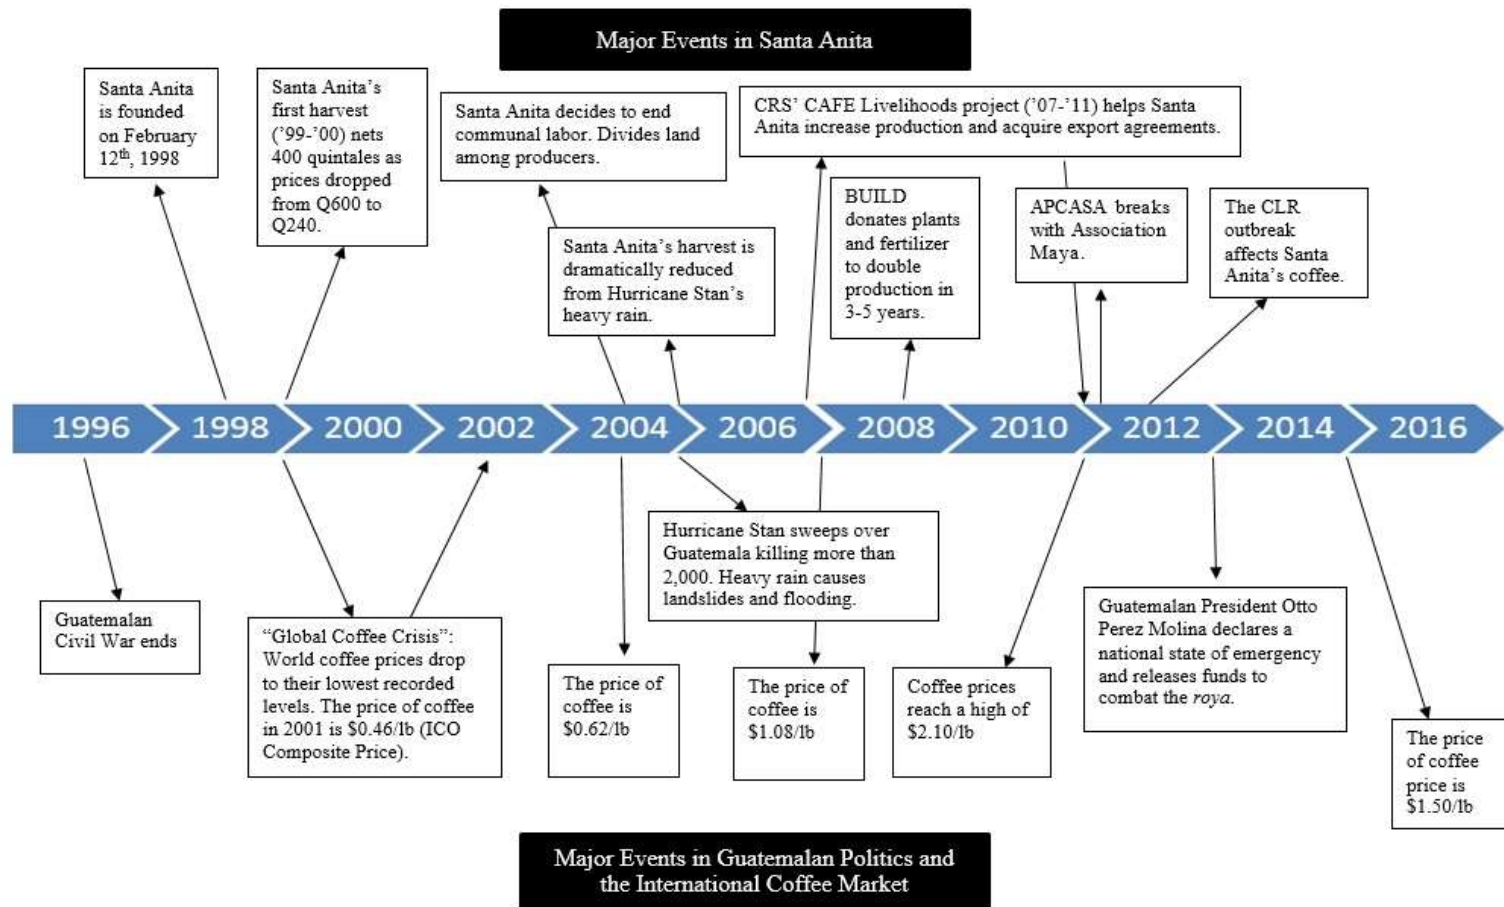 Major Events in Santa Anita
Santa Anita
is founded
on February
12th, 1998
Santa Anita’s
first harvest
(’99-’00) nets
400 quintales as
prices dropped
from Q600 to
Q240.
Santa Anita decides to end
communal labor. Divides land
among producers.
Santa Anita’s harvest is
dramatically reduced
from Hurricane Stan’s
heavy rain.
CRS’ CAFE Livelihoods project (’07-’11) helps Santa
Anita increase production and acquire export agreements.
BUILD
donates plants
and fertilizer
to double
production in
3-5 years.
APCASA breaks
with Association
Maya.
The CLR
outbreak
affects Santa
Anita’s coffee.
1996 1998 2000 2002 2004 2006 2008 2010 2012 2014 2016
Guatemalan
Civil War ends
“Global Coffee Crisis”:
World coffee prices drop
to their lowest recorded
levels. The price of coffee
in 2001 is $0.46/lb (ICO
Composite Price).
The price of
coffee is
$0.62/lb
Hurricane Stan sweeps over
Guatemala killing more than
2,000. Heavy rain causes
landslides and flooding.
The price of
coffee is
$1.08/lb
Coffee prices
reach a high of
$2.10/lb
Guatemalan President Otto
Perez Molina declares a
national state of emergency
and releases funds to
combat the roya.
The price
of coffee
price is
$1.50/lb
Major Events in Guatemalan Politics and
the International Coffee Market